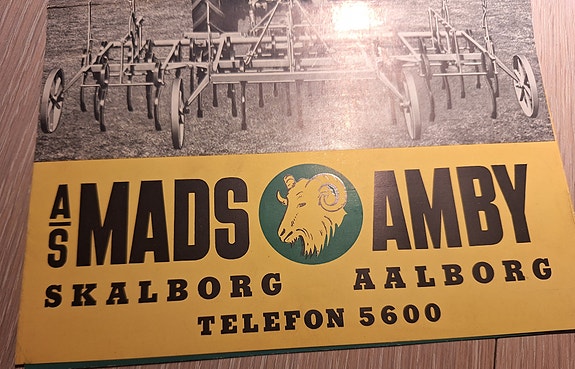 A/S MADS AMBY
SKALBORG AALBORG
TELEFON 5600